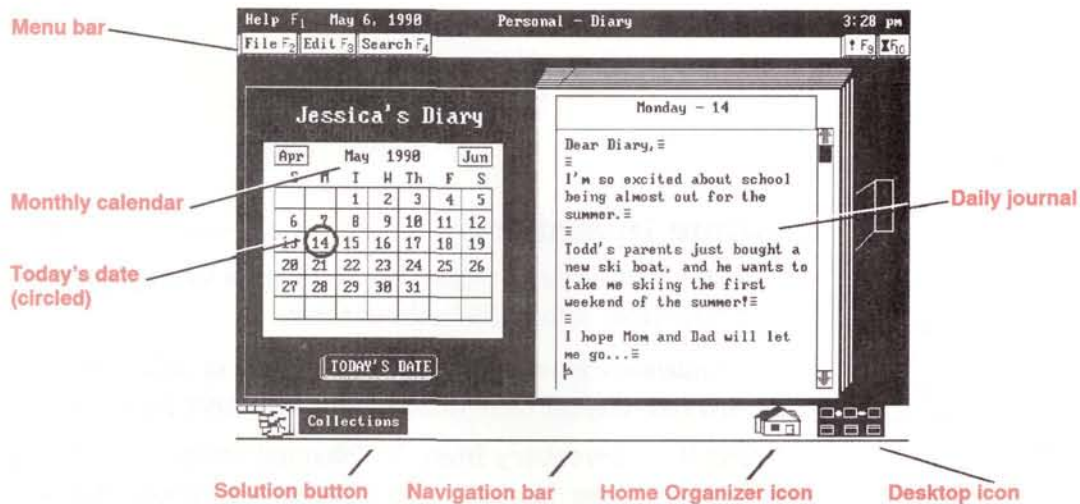 Menu bar
Help F1 May 6, 1990 Personal - Diary 3:28 pm
File F2 Edit F3 Search F4 ↑ F9 F10
Jessica's Diary
Apr May 1990 Jun
S M T W Th F S
1 2 3 4 5
6 7 8 9 10 11 12
13 14 15 16 17 18 19
20 21 22 23 24 25 26
27 28 29 30 31
TODAY'S DATE
Monthly calendar
Today's date
(circled)
Monday - 14
Dear Diary,≡
≡
I'm so excited about school
being almost out for the
summer.≡
≡
Todd's parents just bought a
new ski boat, and he wants to
take me skiing the first
weekend of the summer!≡
≡
I hope Mom and Dad will let
me go...≡
Daily journal
Collections
Solution button Navigation bar Home Organizer icon Desktop icon